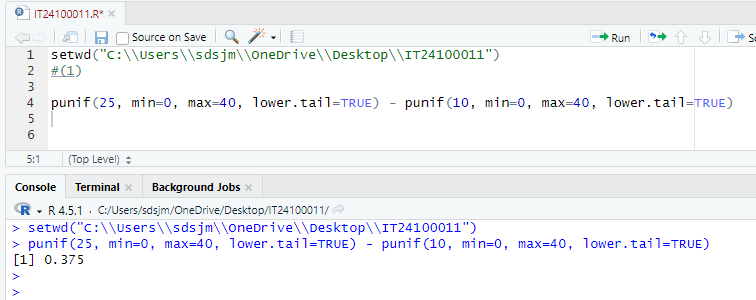 IT24100011.R*
Source on Save
Run
So
1 setwd("C:\\Users\\sdsjm\\OneDrive\\Desktop\\IT24100011")
2 #(1)
3
4 punif(25, min=0, max=40, lower.tail=TRUE) - punif(10, min=0, max=40, lower.tail=TRUE)
5
6
5:1 (Top Level)
Console Terminal Background Jobs
R 4.5.1 · C:/Users/sdsjm/OneDrive/Desktop/IT24100011/
> setwd("C:\\Users\\sdsjm\\OneDrive\\Desktop\\IT24100011")
> punif(25, min=0, max=40, lower.tail=TRUE) - punif(10, min=0, max=40, lower.tail=TRUE)
[1] 0.375
>
>